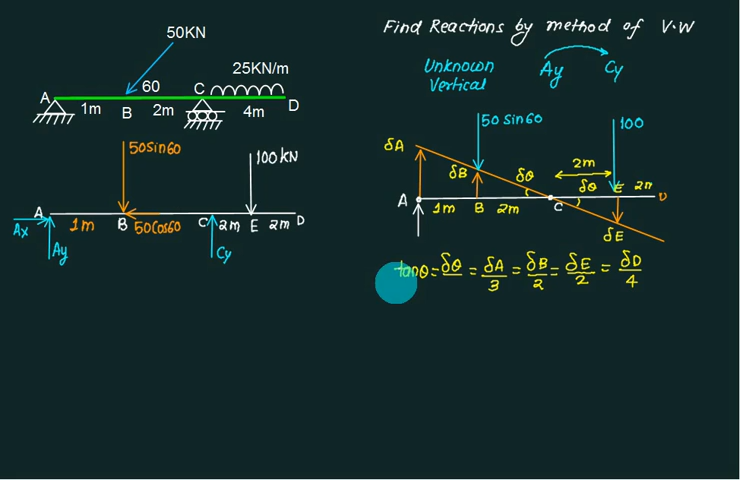 Find Reactions by method of V.W
50KN
60
25KN/m
A
1m
B
2m
C
4m
D
Unknown
Vertical
Ay
Cy
50sin60
100kN
A
1m
B
50Cos60
C
2m
E
2m
D
Ax
Ay
Cy
50 sin60
100
δA
δB
δθ
2m
δθ
E
2m
D
A
1m
B
2m
C
δE
tanθ = δθ = δA/3 = δB/2 = δE/2 = δD/4